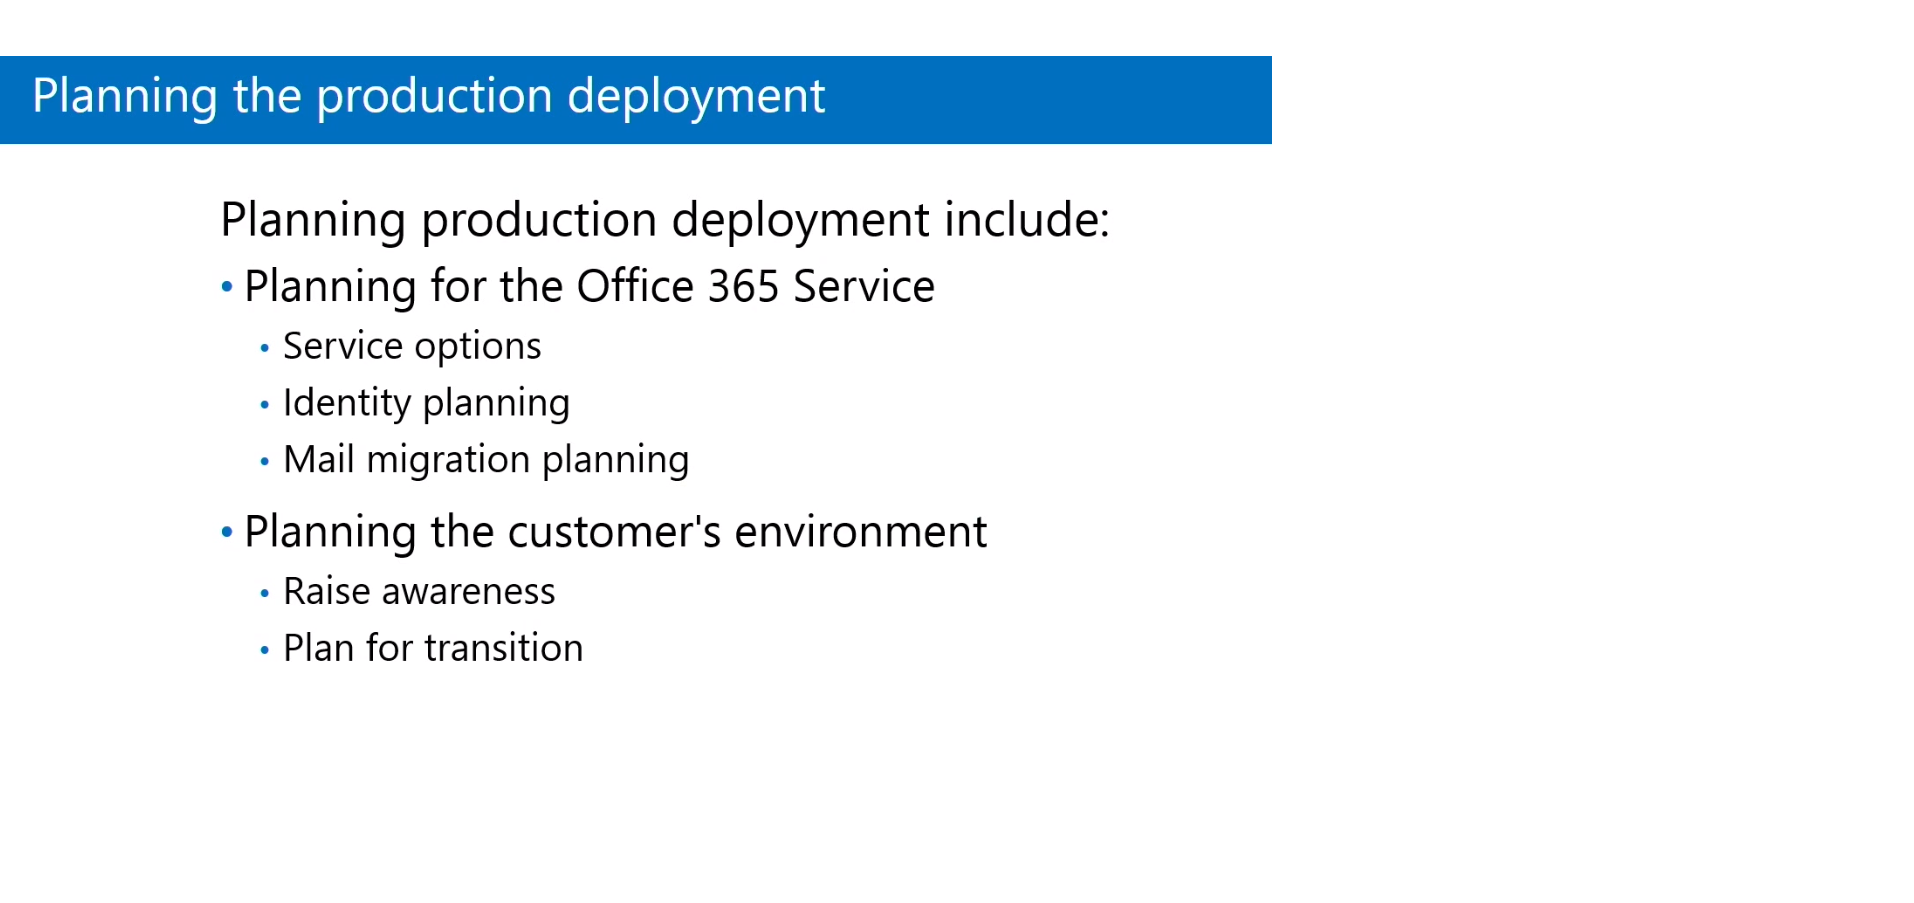 Planning the production deployment
Planning production deployment include:
• Planning for the Office 365 Service
• Service options
• Identity planning
• Mail migration planning
• Planning the customer's environment
• Raise awareness
• Plan for transition